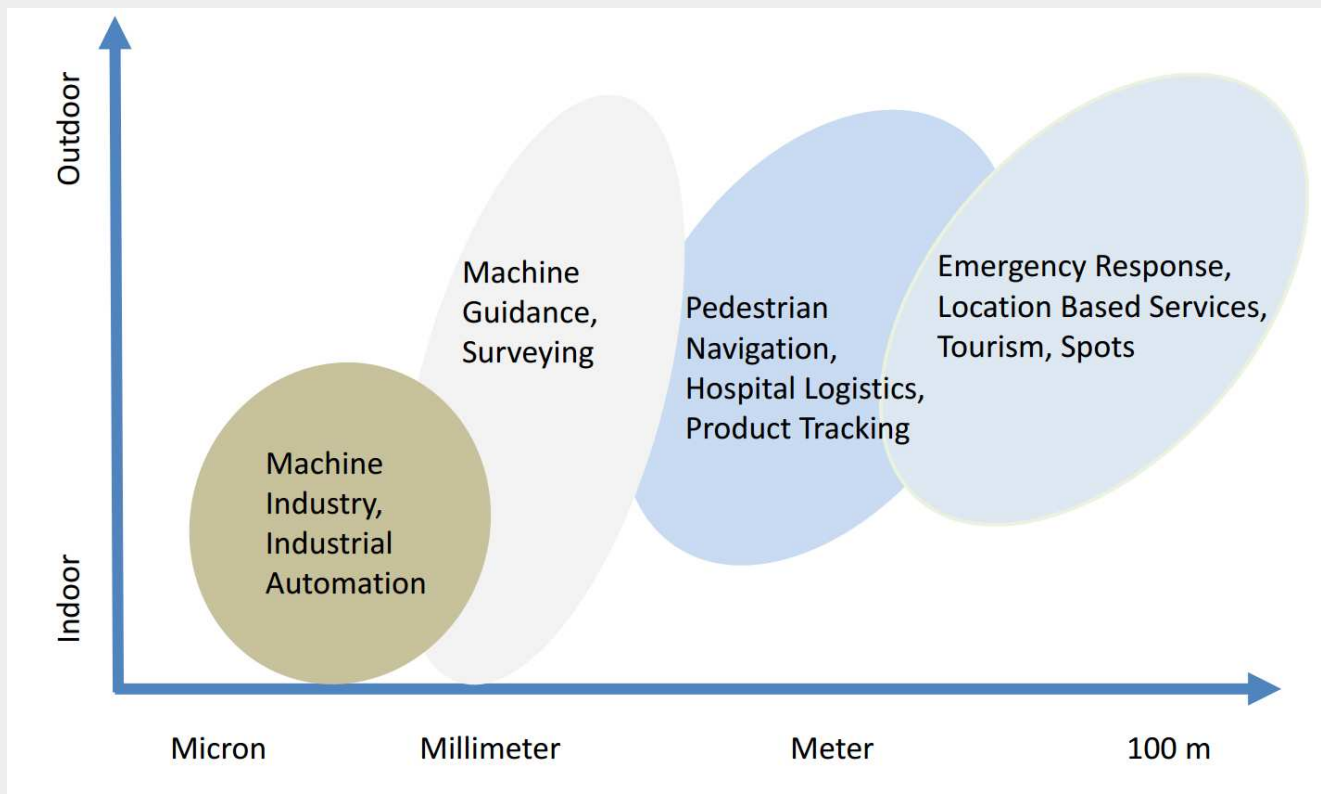 Outdoor
Indoor
Machine
Industry,
Industrial
Automation
Machine
Guidance,
Surveying
Pedestrian
Navigation,
Hospital Logistics,
Product Tracking
Emergency Response,
Location Based Services,
Tourism, Spots
Micron
Millimeter
Meter
100 m